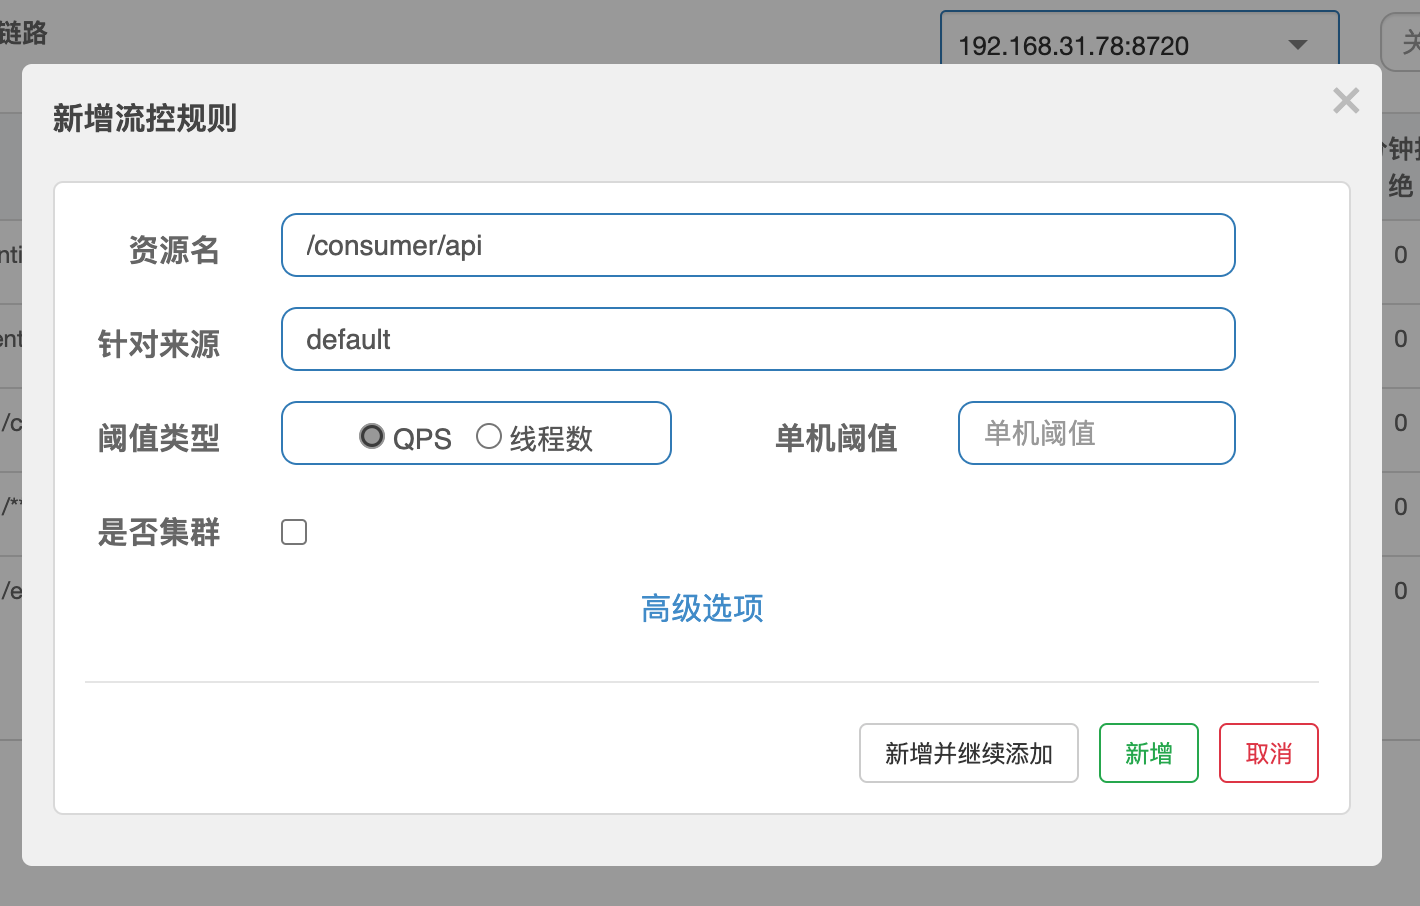 链路
192.168.31.78:8720
新增流控规则
钟
绝
资源名 /consumer/api
针对来源 default
阈值类型 QPS 线程数 单机阈值 单机阈值
是否集群
高级选项
新增并继续添加 新增 取消
nti 0
ent 0
/c 0
/** 0
/e 0